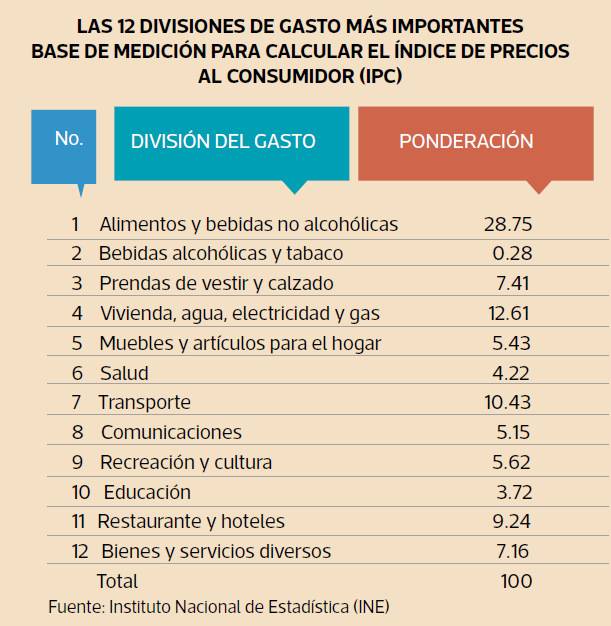 LAS 12 DIVISIONES DE GASTO MÁS IMPORTANTES
BASE DE MEDICIÓN PARA CALCULAR EL ÍNDICE DE PRECIOS
AL CONSUMIDOR (IPC)
No. DIVISIÓN DEL GASTO PONDERACIÓN
1 Alimentos y bebidas no alcohólicas 28.75
2 Bebidas alcohólicas y tabaco 0.28
3 Prendas de vestir y calzado 7.41
4 Vivienda, agua, electricidad y gas 12.61
5 Muebles y artículos para el hogar 5.43
6 Salud 4.22
7 Transporte 10.43
8 Comunicaciones 5.15
9 Recreación y cultura 5.62
10 Educación 3.72
11 Restaurante y hoteles 9.24
12 Bienes y servicios diversos 7.16
Total 100
Fuente: Instituto Nacional de Estadística (INE)